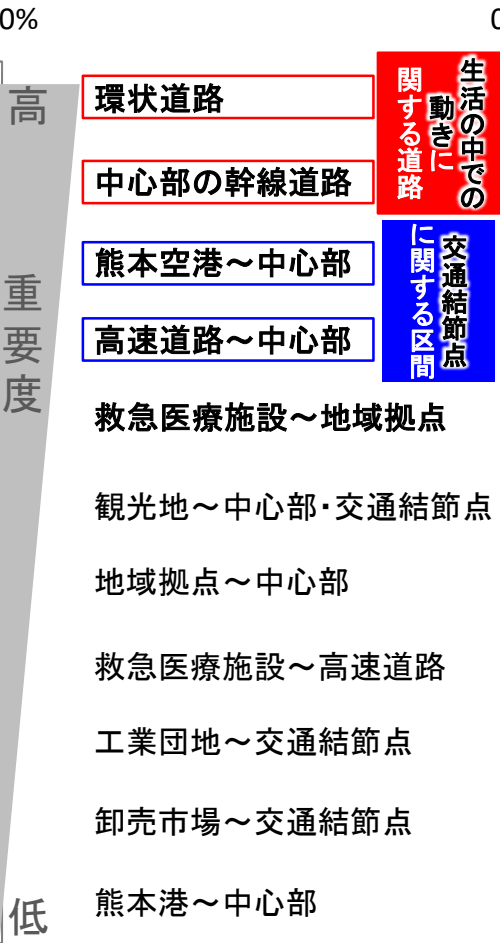 0%
高
重要度
低
環状道路
中心部の幹線道路
生活の中での
動きに
関する道路
熊本空港～中心部
高速道路～中心部
交通結節点
に関する区間
救急医療施設～地域拠点
観光地～中心部・交通結節点
地域拠点～中心部
救急医療施設～高速道路
工業団地～交通結節点
卸売市場～交通結節点
熊本港～中心部